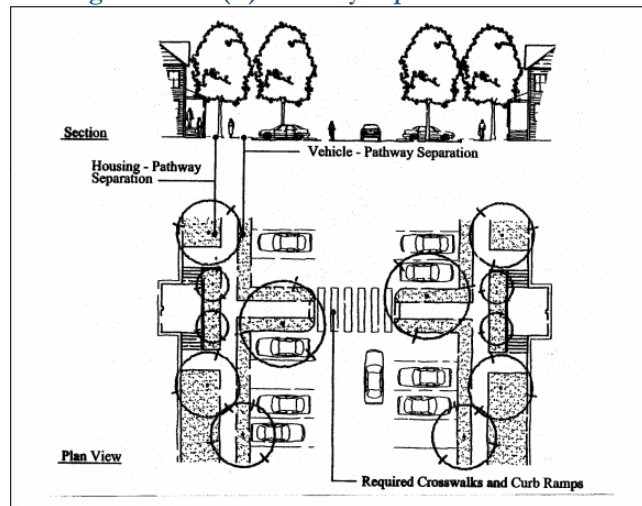 Section
Vehicle - Pathway Separation
Housing - Pathway
Separation
Plan View
Required Crosswalks and Curb Ramps